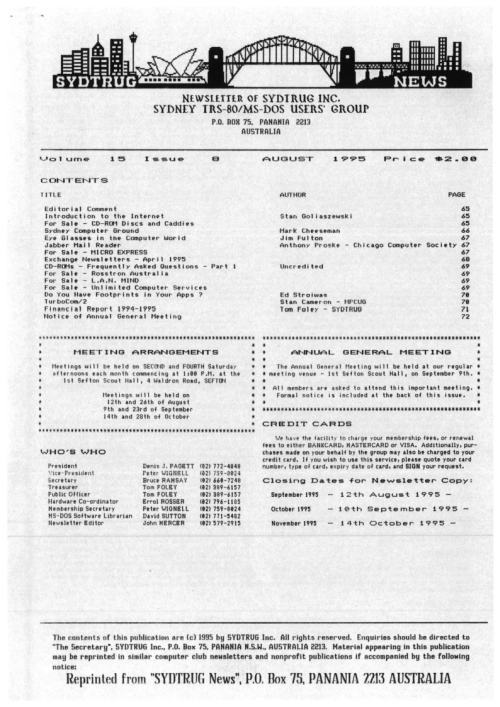 SYDTRUG NEWS
NEWSLETTER OF SYDTRUG INC.
SYDNEY TRS-80/MS-DOS USERS' GROUP
P.O. BOX 75, PANANIA 2213
AUSTRALIA
Volume 15 Issue 8 AUGUST 1995 Price $2.00
CONTENTS
TITLE AUTHOR PAGE
Editorial Comment 65
Introduction to the Internet Stan Goliaszewski 65
For Sale - CD-ROM Discs and Caddies 65
Sydney Computer Ground Mark Cheeseman 66
Eye Glasses in the Computer World Jim Fulton 67
Jabber Mail Reader Anthony Proske - Chicago Computer Society 67
For Sale - MICRO EXPRESS 67
Exchange Newsletters - April 1995 68
CD-ROMs - Frequently Asked Questions - Part 1 Uncredited 69
For Sale - Rosstron Australia 69
For Sale - L.A.N. MIND 69
For Sale - Unlimited Computer Services 69
Do You Have Footprints in Your Apps ? Ed Stroiwas 70
TurboCom/2 Stan Cameron - HPCUG 70
Financial Report 1994-1995 Tom Foley - SYDTRUG 71
Notice of Annual General Meeting 72
MEETING ARRANGEMENTS
Meetings will be held on SECOND and FOURTH Saturday
afternoons each month commencing at 1:00 P.M. at the
1st Sefton Scout Hall, 4 Waldron Road, SEFTON
Meetings will be held on
12th and 26th of August
9th and 23rd of September
14th and 28th of October
WHO'S WHO
President Denis J. PAGETT (02) 772-4848
Vice-President Peter WIGNELL (02) 759-8024
Secretary Bruce RAMSAY (02) 660-7248
Treasurer Tom FOLEY (02) 389-6157
Public Officer Tom FOLEY (02) 389-6157
Hardware Co-ordinator Errol ROSSER (02) 796-1185
Membership Secretary Peter WIGNELL (02) 759-8024
MS-DOS Software Librarian David SUTTON (02) 771-5482
Newsletter Editor John MERCER (02) 579-2915
ANNUAL GENERAL MEETING
The Annual General Meeting will be held at our regular
meeting venue - 1st Sefton Scout Hall, on September 9th.
All members are asked to attend this important meeting.
Formal notice is included at the back of this issue.
CREDIT CARDS
We have the facility to charge your membership fees, or renewal
fees to either BANKCARD, MASTERCARD or VISA. Additionally, pur-
chases made on your behalf by the group may also be charged to your
credit card. If you wish to use this service, please quote your card
number, type of card, expiry date of card, and SIGN your request.
Closing Dates for Newsletter Copy:
September 1995 - 12th August 1995 -
October 1995 - 10th September 1995 -
November 1995 - 14th October 1995 -
The contents of this publication are (c) 1995 by SYDTRUG Inc. All rights reserved. Enquiries should be directed to
"The Secretary", SYDTRUG Inc., P.O. Box 75, PANANIA N.S.W., AUSTRALIA 2213. Material appearing in this publication
may be reprinted in similar computer club newsletters and nonprofit publications if accompanied by the following
notice:
Reprinted from "SYDTRUG News", P.O. Box 75, PANANIA 2213 AUSTRALIA